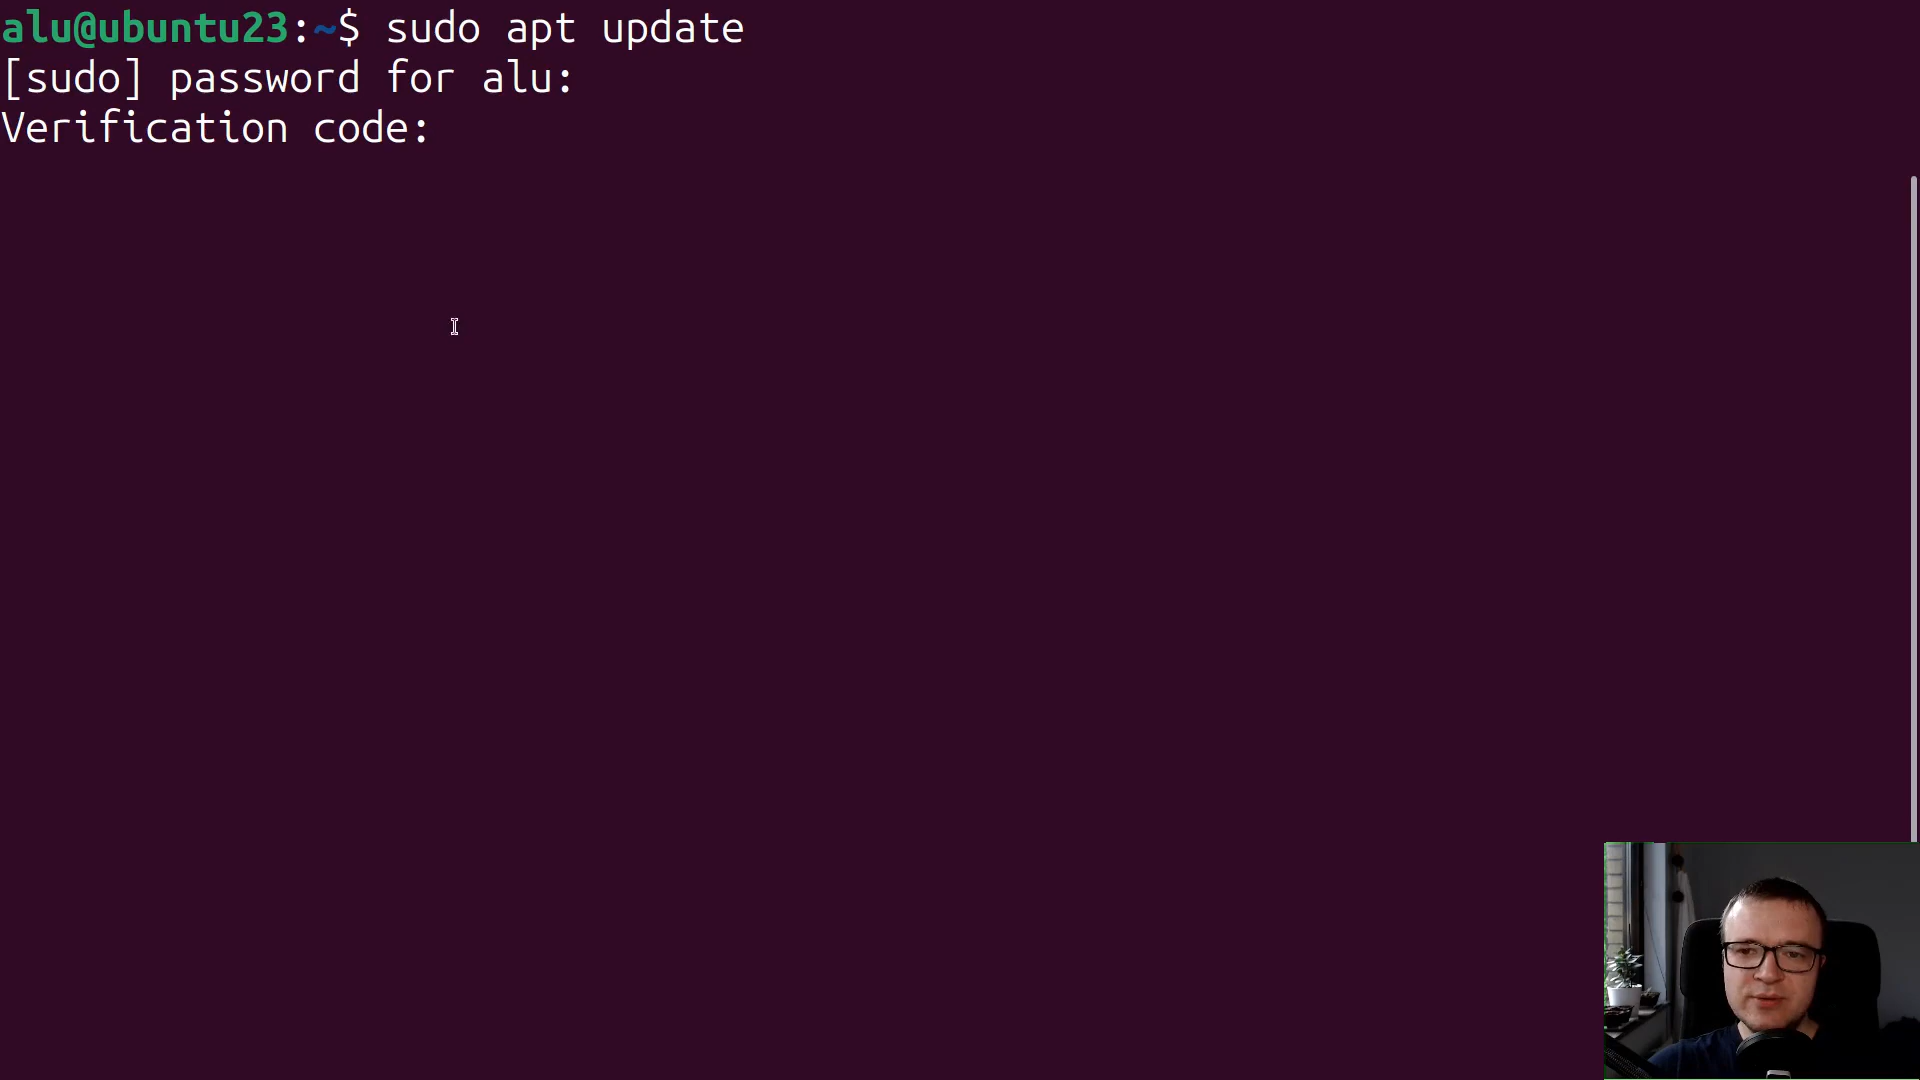 alu@ubuntu23:~$ sudo apt update
[sudo] password for alu:
Verification code: